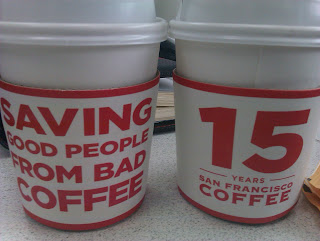 SAVING
GOOD PEOPLE
FROM BAD
COFFEE
15
YEARS
SAN FRANCISCO
COFFEE